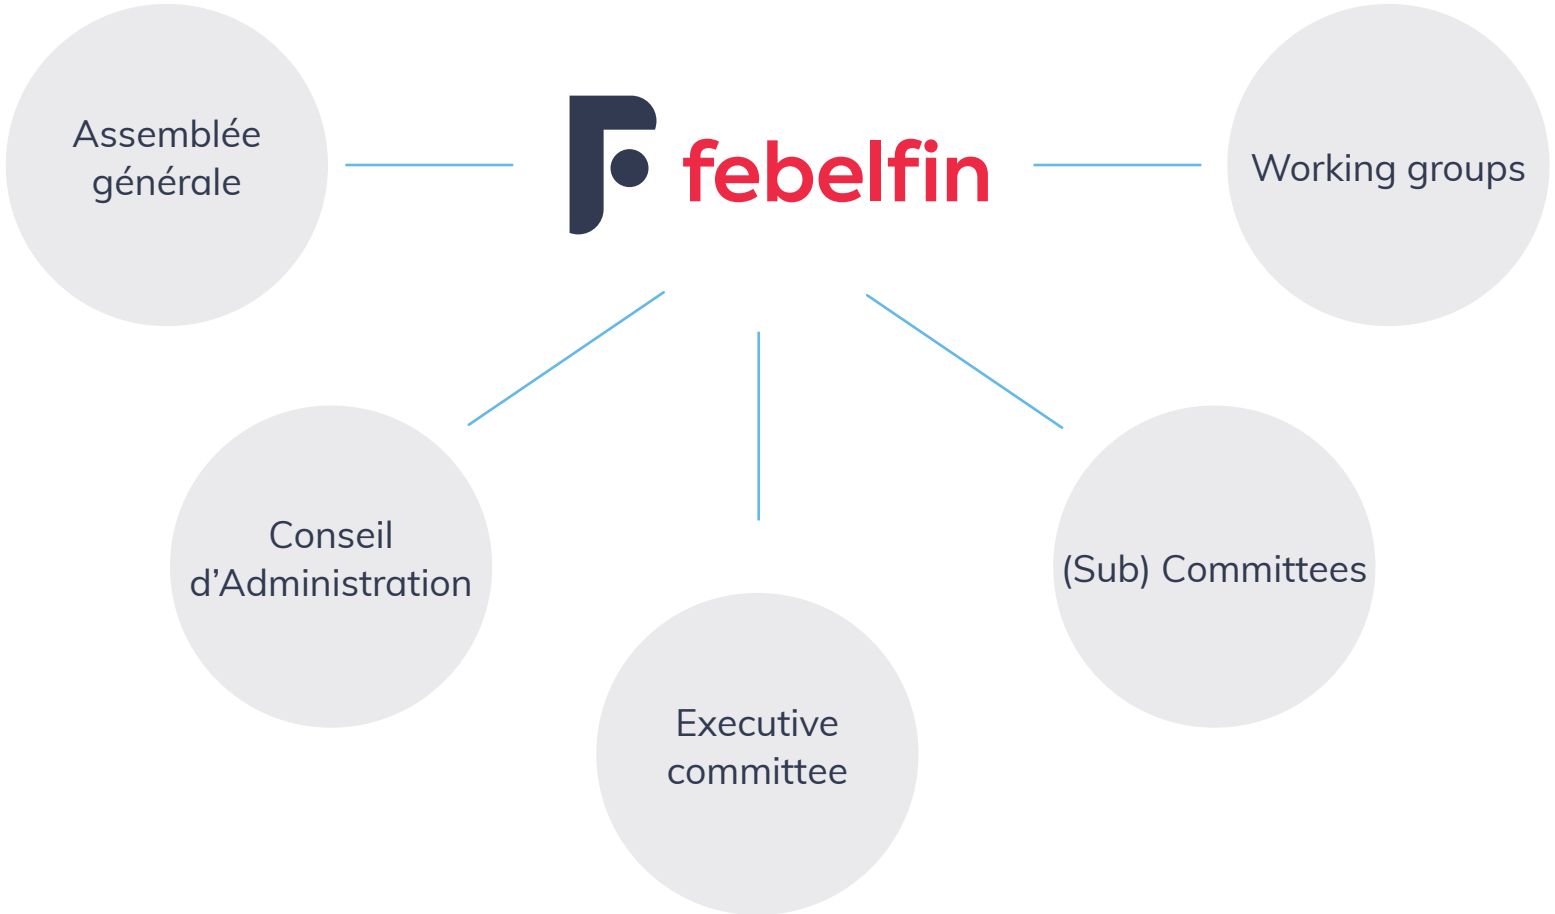 Assemblée
générale
febelfin
Working groups
Conseil
d’Administration
(Sub) Committees
Executive
committee